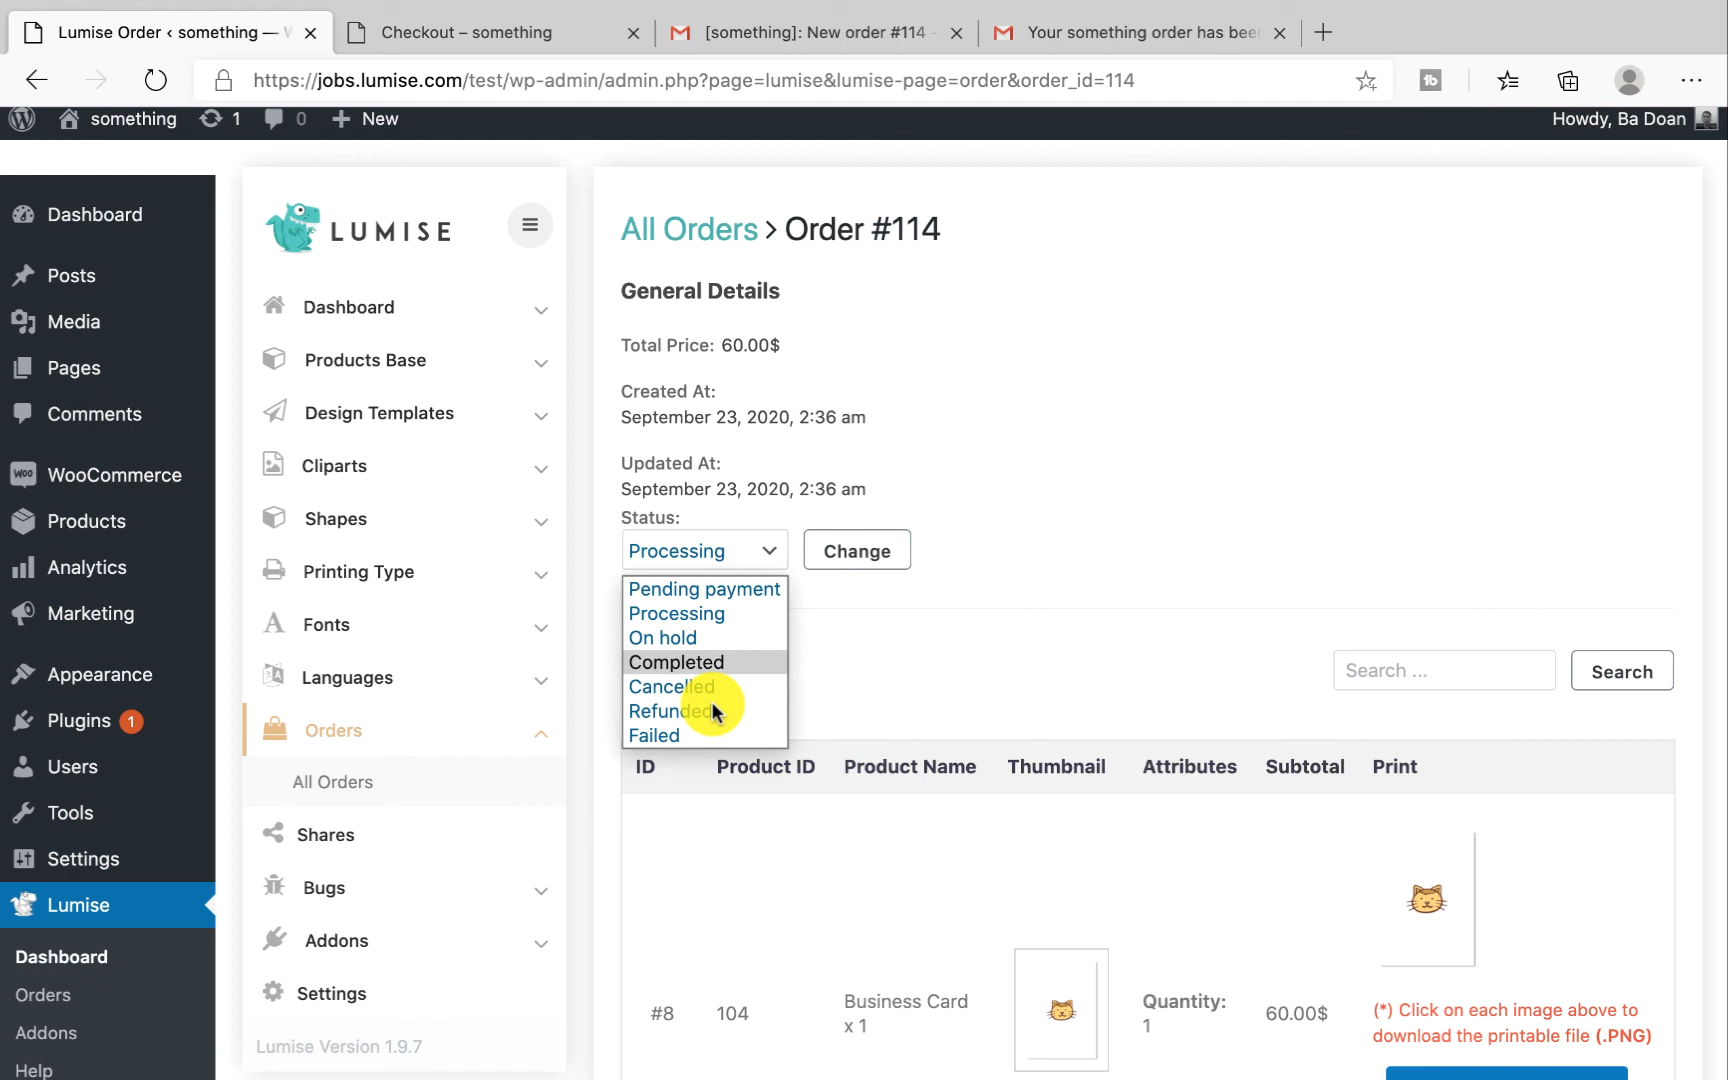 Lumise Order ‹ something — W
Checkout – something
[something]: New order #114 -
Your something order has been
https://jobs.lumise.com/test/wp-admin/admin.php?page=lumise&lumise-page=order&order_id=114
something
1
0
New
Howdy, Ba Doan
Dashboard
Posts
Media
Pages
Comments
WooCommerce
Products
Analytics
Marketing
Appearance
Plugins 1
Users
Tools
Settings
Lumise
Dashboard
Orders
Addons
Help
LUMISE
Dashboard
Products Base
Design Templates
Cliparts
Shapes
Printing Type
Fonts
Languages
Orders
All Orders
Shares
Bugs
Addons
Settings
Lumise Version 1.9.7
All Orders > Order #114
General Details
Total Price: 60.00$
Created At:
September 23, 2020, 2:36 am
Updated At:
September 23, 2020, 2:36 am
Status:
Processing
Change
Pending payment
Processing
On hold
Completed
Cancelled
Refunded
Failed
Search ...
Search
ID Product ID Product Name Thumbnail Attributes Subtotal Print
#8 104 Business Card
x 1
Quantity:
1
60.00$
(*) Click on each image above to
download the printable file (.PNG)